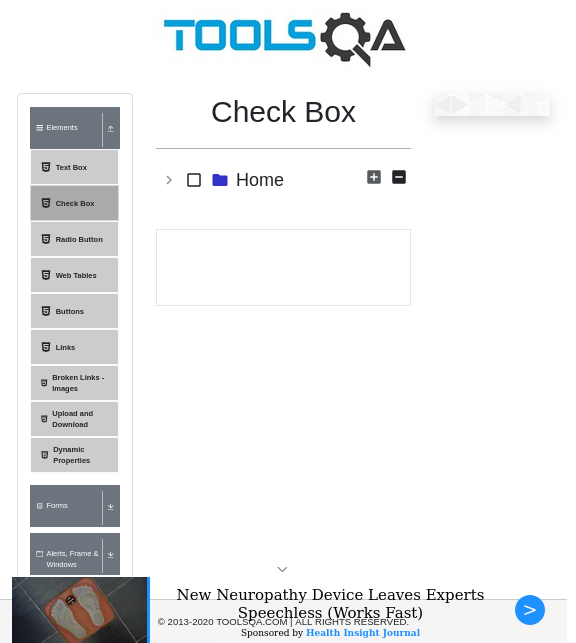 TOOLSQA
Elements
Text Box
Check Box
Radio Button
Web Tables
Buttons
Links
Broken Links -
Images
Upload and
Download
Dynamic
Properties
Forms
Alerts, Frame &
Windows
Check Box
Home
New Neuropathy Device Leaves Experts
Speechless (Works Fast)
© 2013-2020 TOOLSQA.COM | ALL RIGHTS RESERVED.
Sponsored by Health Insight Journal